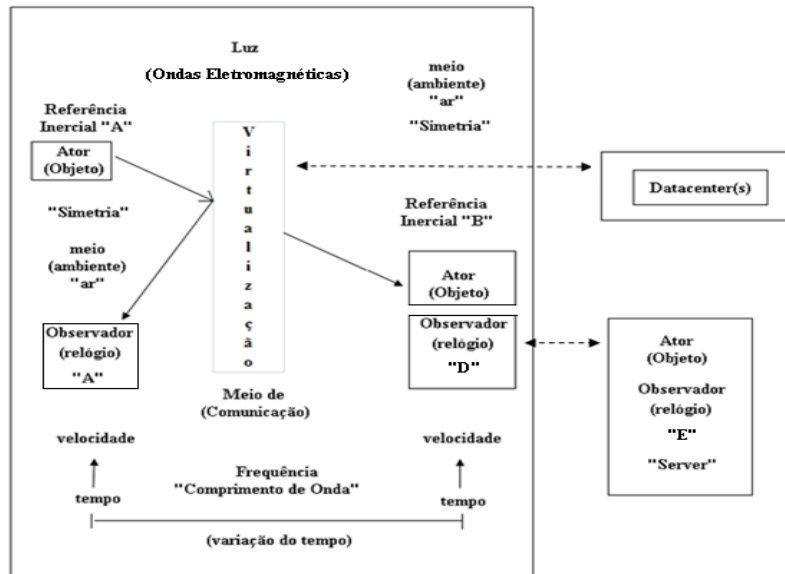 Luz
(Ondas Eletromagnéticas)
meio
(ambiente)
"ar"
"Simetria"
Referência
Inercial "A"
Ator
(Objeto)
"Simetria"
meio
(ambiente)
"ar"
Observador
(relógio)
"A"
Virtualização
Meio de
(Comunicação)
Referência
Inercial "B"
Ator
(Objeto)
Observador
(relógio)
"D"
Datacenter(s)
Ator
(Objeto)
Observador
(relógio)
"E"
"Server"
velocidade
tempo
Frequência
"Comprimento de Onda"
velocidade
tempo
(variação do tempo)